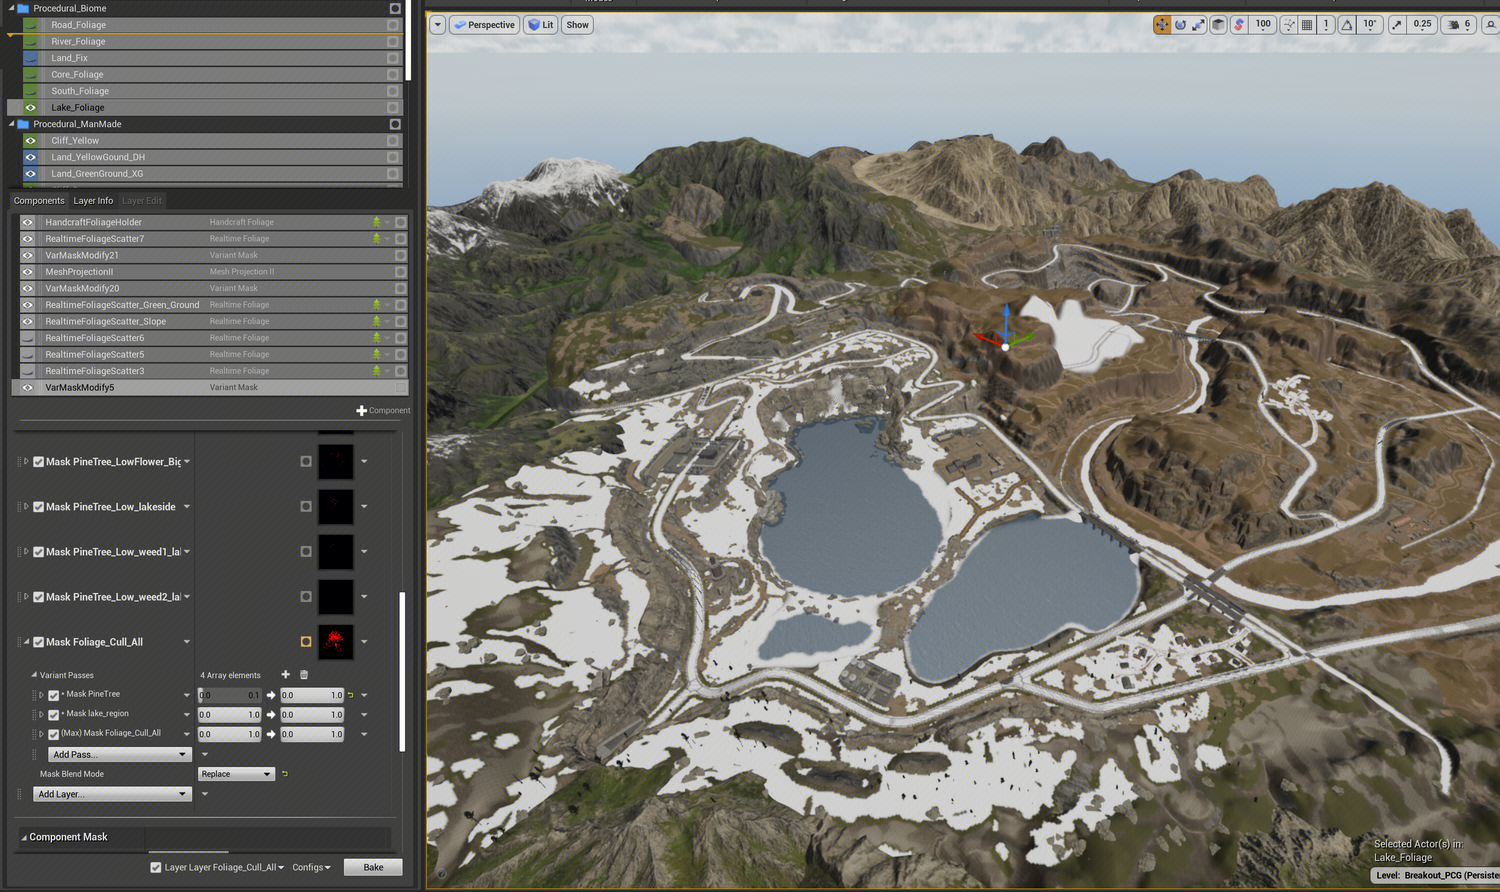 Procedural_Biome
Road_Foliage
River_Foliage
Land_Fix
Core_Foliage
South_Foliage
Lake_Foliage
Procedural_ManMade
Cliff_Yellow
Land_YellowGound_DH
Land_GreenGround_XG
Components Layer Info Layer Edit
HandcraftFoliageHolder Handcraft Foliage
RealtimeFoliageScatter7 Realtime Foliage
VarMaskModify21 Variant Mask
MeshProjectionII Mesh Projection II
VarMaskModify20 Variant Mask
RealtimeFoliageScatter_Green_Ground Realtime Foliage
RealtimeFoliageScatter_Slope Realtime Foliage
RealtimeFoliageScatter6 Realtime Foliage
RealtimeFoliageScatter5 Realtime Foliage
RealtimeFoliageScatter3 Realtime Foliage
VarMaskModify5 Variant Mask
Component
Mask PineTree_LowFlower_Big
Mask PineTree_Low_lakeside
Mask PineTree_Low_weed1_la
Mask PineTree_Low_weed2_la
Mask Foliage_Cull_All
Variant Passes 4 Array elements
* Mask PineTree 0.0 0.1 0.0 1.0
* Mask lake_region 0.0 1.0 0.0 1.0
(Max) Mask Foliage_Cull_All 0.0 1.0 0.0 1.0
Add Pass...
Mask Blend Mode Replace
Add Layer...
Component Mask
Layer Layer Foliage_Cull_All Configs Bake
Perspective Lit Show
100 1 10° 0.25 6
Selected Actor(s) in:
Lake_Foliage
Level: Breakout_PCG (Persiste